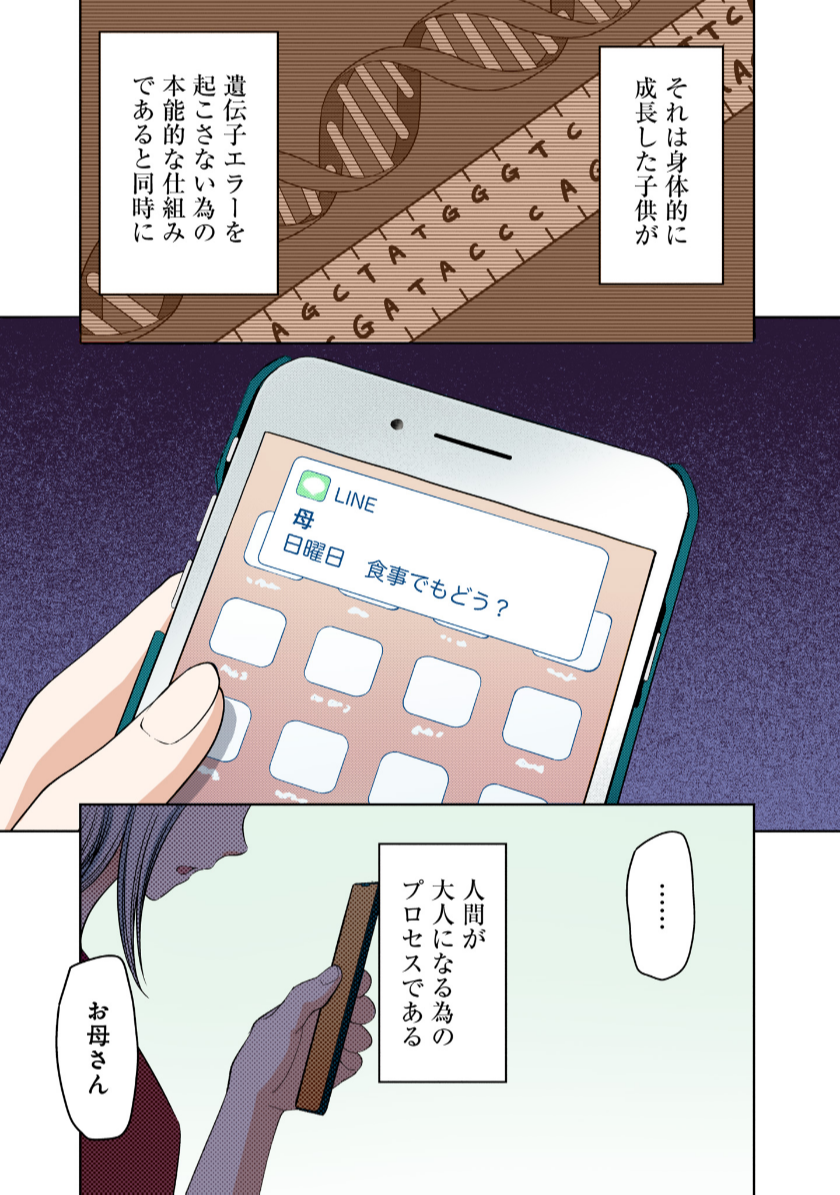 それは身体的に
成長した子供が
遺伝子エラーを
起こさない為の
本能的な仕組み
であると同時に
TTC
A
AGCTATGGGGTC
CGATACCCAG
LINE
母
日曜日　食事でもどう？
……
人間が
大人になる為の
プロセスである
お母さん